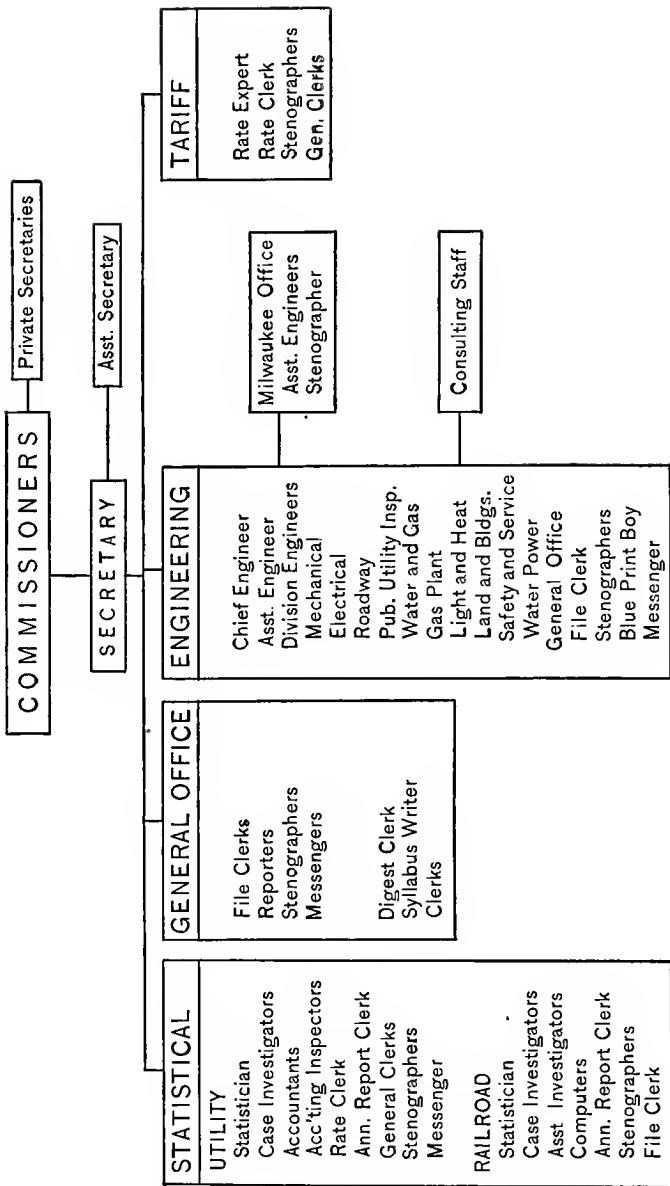 COMMISSIONERS
Private Secretaries
SECRETARY
Asst. Secretary
STATISTICAL
UTILITY
Statistician
Case Investigators
Accountants
Acc'ting Inspectors
Rate Clerk
Ann. Report Clerk
General Clerks
Stenographers
Messenger
RAILROAD
Statistician
Case Investigators
Asst Investigators
Computers
Ann. Report Clerk
Stenographers
File Clerk
GENERAL OFFICE
File Clerks
Reporters
Stenographers
Messengers
Digest Clerk
Syllabus Writer
Clerks
ENGINEERING
Chief Engineer
Asst. Engineer
Division Engineers
Mechanical
Electrical
Roadway
Pub. Utility Insp.
Water and Gas
Gas Plant
Light and Heat
Land and Bldgs.
Safety and Service
Water Power
General Office
File Clerk
Stenographers
Blue Print Boy
Messenger
Milwaukee Office
Asst. Engineers
Stenographer
Consulting Staff
TARIFF
Rate Expert
Rate Clerk
Stenographers
Gen. Clerks